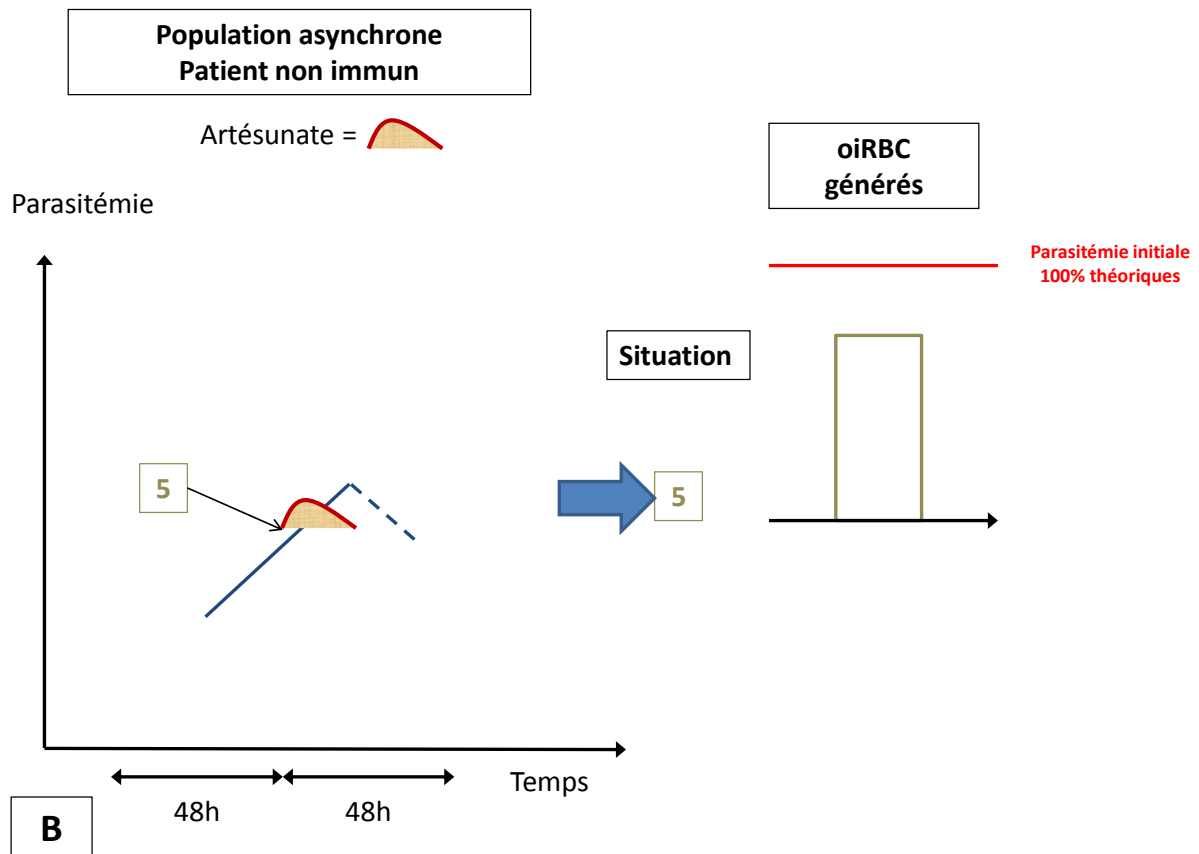 Population asynchrone
Patient non immun
Artésunate =
oiRBC
générés
Parasitémie
Parasitémie initiale
100% théoriques
Situation
5
5
Temps
48h
48h
B